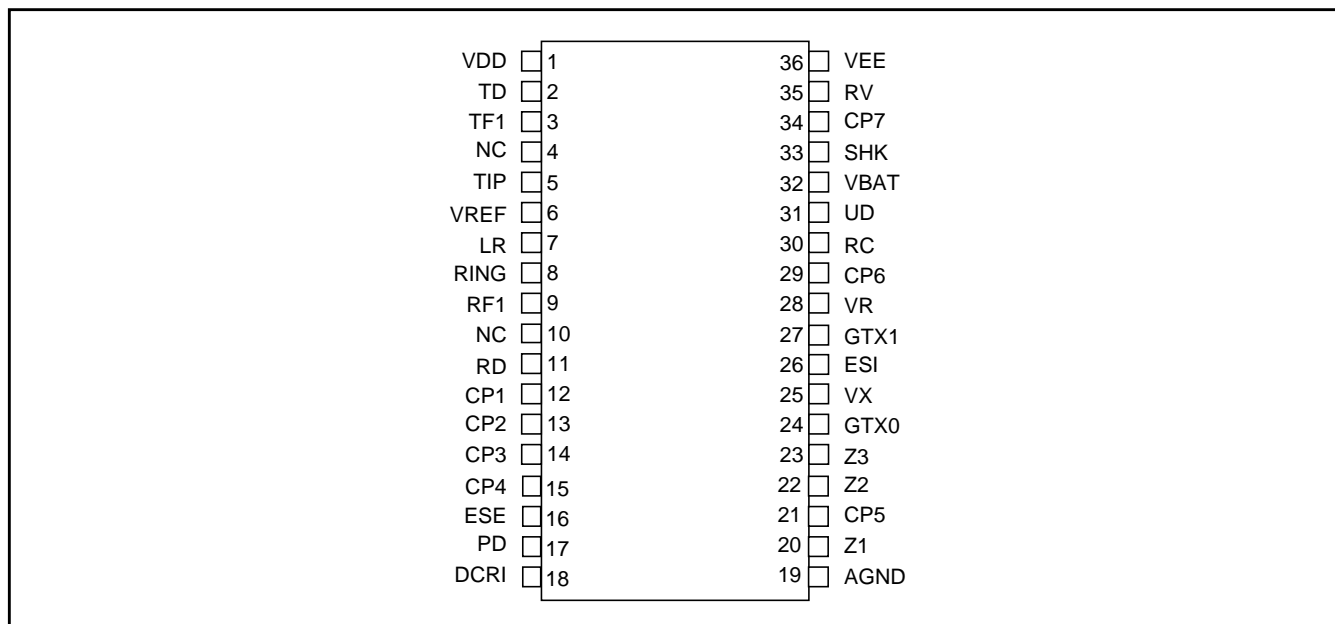 VDD 1 36 VEE
TD 2 35 RV
TF1 3 34 CP7
NC 4 33 SHK
TIP 5 32 VBAT
VREF 6 31 UD
LR 7 30 RC
RING 8 29 CP6
RF1 9 28 VR
NC 10 27 GTX1
RD 11 26 ESI
CP1 12 25 VX
CP2 13 24 GTX0
CP3 14 23 Z3
CP4 15 22 Z2
ESE 16 21 CP5
PD 17 20 Z1
DCRI 18 19 AGND